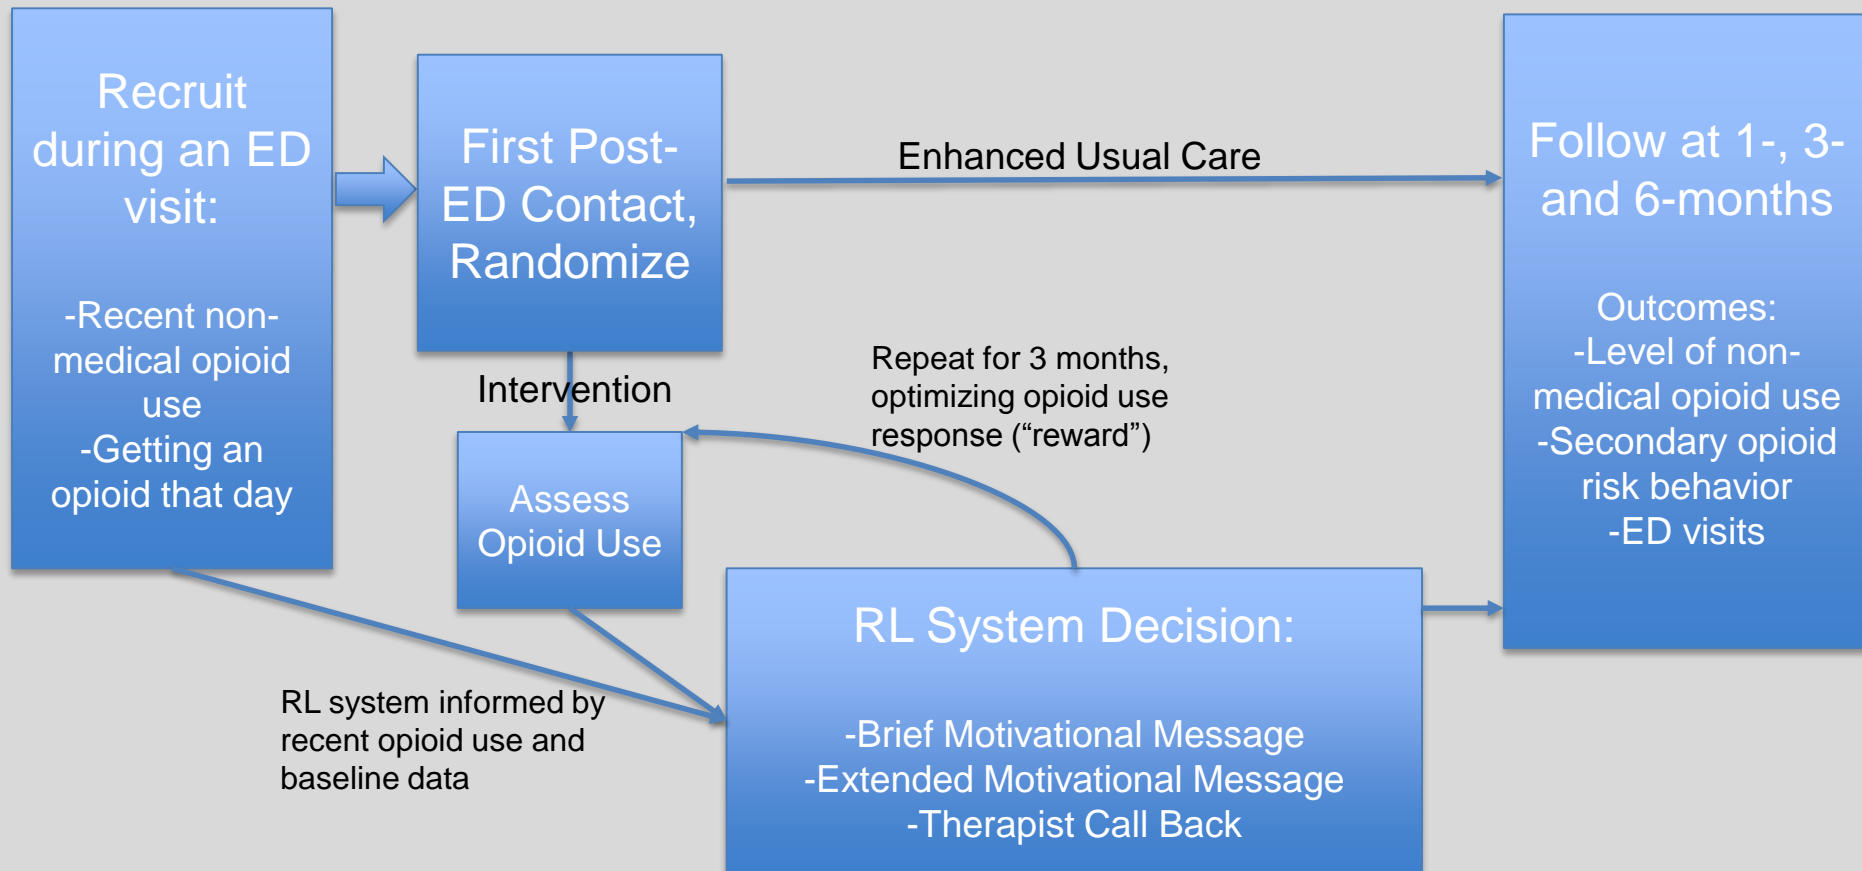 Recruit
during an ED
visit:
-Recent non-
medical opioid
use
-Getting an
opioid that day
First Post-
ED Contact,
Randomize
Enhanced Usual Care
Follow at 1-, 3-
and 6-months
Outcomes:
-Level of non-
medical opioid use
-Secondary opioid
risk behavior
-ED visits
Intervention
Repeat for 3 months,
optimizing opioid use
response (“reward”)
Assess
Opioid Use
RL system informed by
recent opioid use and
baseline data
RL System Decision:
-Brief Motivational Message
-Extended Motivational Message
-Therapist Call Back